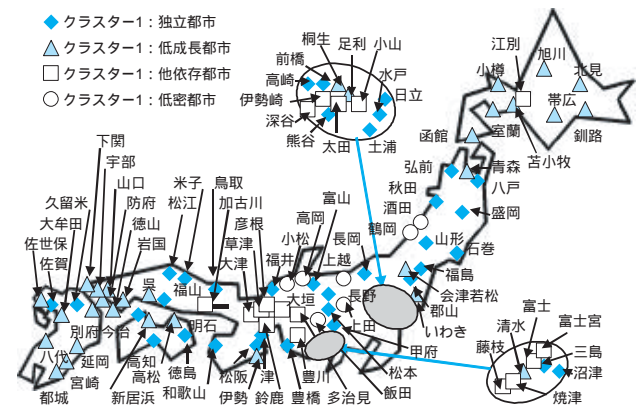 クラスター1：独立都市
クラスター1：低成長都市
クラスター1：他依存都市
クラスター1：低密都市
桐生
足利
小山
前橋
水戸
高崎
日立
伊勢崎
深谷
熊谷
太田
土浦
江別
旭川
小樽
北見
帯広
室蘭
釧路
函館
苫小牧
弘前
青森
秋田
八戸
酒田
盛岡
鶴岡
山形
石巻
福島
会津若松
郡山
いわき
下関
宇部
山口
米子
鳥取
久留米
防府
松江
加古川
富山
大牟田
徳山
彦根
高岡
佐世保
岩国
草津
小松
上越
長岡
佐賀
大津
福井
呉
福山
大垣
長野
別府
今治
明石
上田
八代
延岡
高知
徳島
松阪
津
豊川
松本
甲府
宮崎
高松
和歌山
伊勢
鈴鹿
豊橋
飯田
都城
新居浜
多治見
富士
清水
富士宮
藤枝
三島
沼津
焼津